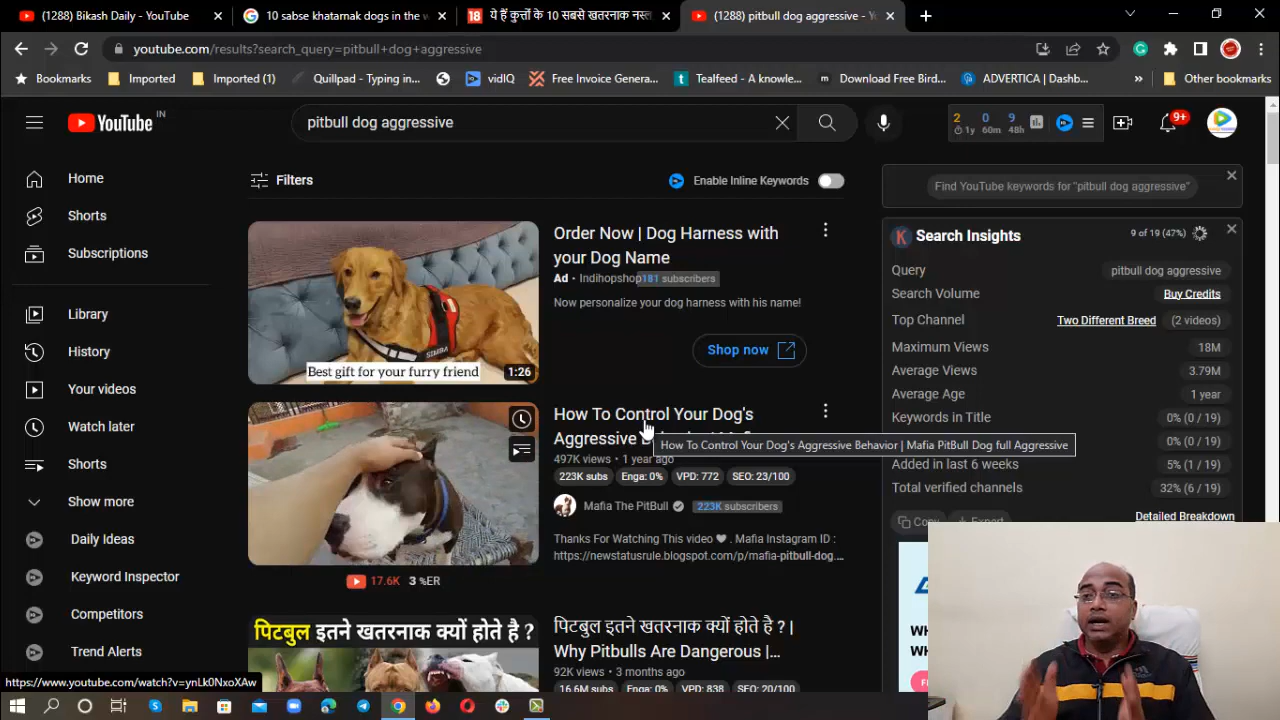 (1288) Bikash Daily - YouTube
10 sabse khatarnak dogs in the w
18 ये हैं कुत्तों के 10 सबसे खतरनाक नस्ल
(1288) pitbull dog aggressive - Y
youtube.com/results?search_query=pitbull+dog+aggressive
Bookmarks
Imported
Imported (1)
Quillpad - Typing in...
vidIQ
Free Invoice Genera...
Tealfeed - A knowle...
Download Free Bird...
ADVERTICA | Dashb...
Other bookmarks
YouTube IN
pitbull dog aggressive
2 0 9
1y 60m 48h
9+
Home
Shorts
Subscriptions
Library
History
Your videos
Watch later
Shorts
Show more
Daily Ideas
Keyword Inspector
Competitors
Trend Alerts
Filters
Enable Inline Keywords
Order Now | Dog Harness with
your Dog Name
Ad • Indihopshop 181 subscribers
Now personalize your dog harness with his name!
Shop now
SIMBA
Best gift for your furry friend
1:26
How To Control Your Dog's
Aggressive
How To Control Your Dog's Aggressive Behavior | Mafia PitBull Dog full Aggressive
497K views • 1 year ago
223K subs Enga: 0% VPD: 772 SEO: 23/100
Mafia The PitBull 223K subscribers
Thanks For Watching This video ❤ . Mafia Instagram ID :
https://newstatusrule.blogspot.com/p/mafia-pitbull-dog....
17.6K 3 %ER
पिटबुल इतने खतरनाक क्यों होते है ?
पिटबुल इतने खतरनाक क्यों होते है ? |
Why Pitbulls Are Dangerous |...
92K views • 3 months ago
16.6M subs Enga: 0% VPD: 838 SEO: 20/100
Find YouTube keywords for "pitbull dog aggressive"
K Search Insights
9 of 19 (47%)
Query pitbull dog aggressive
Search Volume Buy Credits
Top Channel Two Different Breed (2 videos)
Maximum Views 18M
Average Views 3.79M
Average Age 1 year
Keywords in Title 0% (0 / 19)
0% (0 / 19)
Added in last 6 weeks 5% (1 / 19)
Total verified channels 32% (6 / 19)
Copy Export
Detailed Breakdown
https://www.youtube.com/watch?v=ynLk0NxoXAw